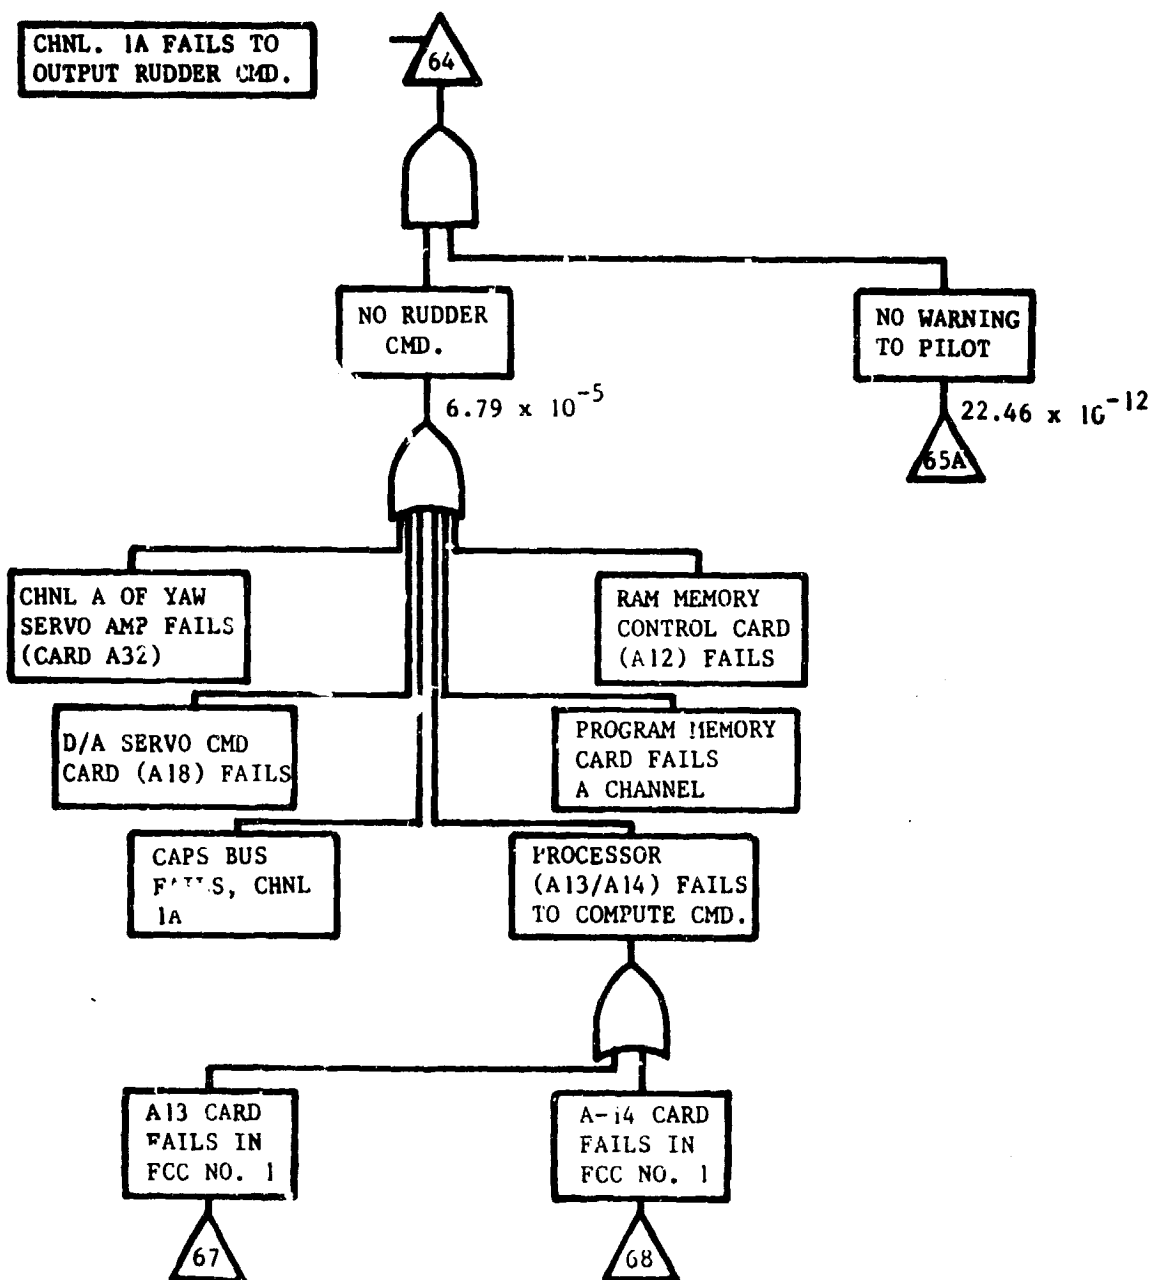 CHNL. 1A FAILS TO
OUTPUT RUDDER CMD.
64
NO RUDDER
CMD.
NO WARNING
TO PILOT
6.79 x 10-5
22.46 x 10-12
65A
CHNL A OF YAW
SERVO AMP FAILS
(CARD A32)
RAM MEMORY
CONTROL CARD
(A12) FAILS
D/A SERVO CMD
CARD (A18) FAILS
PROGRAM MEMORY
CARD FAILS
A CHANNEL
CAPS BUS
FAILS, CHNL
1A
PROCESSOR
(A13/A14) FAILS
TO COMPUTE CMD.
A13 CARD
FAILS IN
FCC NO. 1
A-14 CARD
FAILS IN
FCC NO. 1
67
68